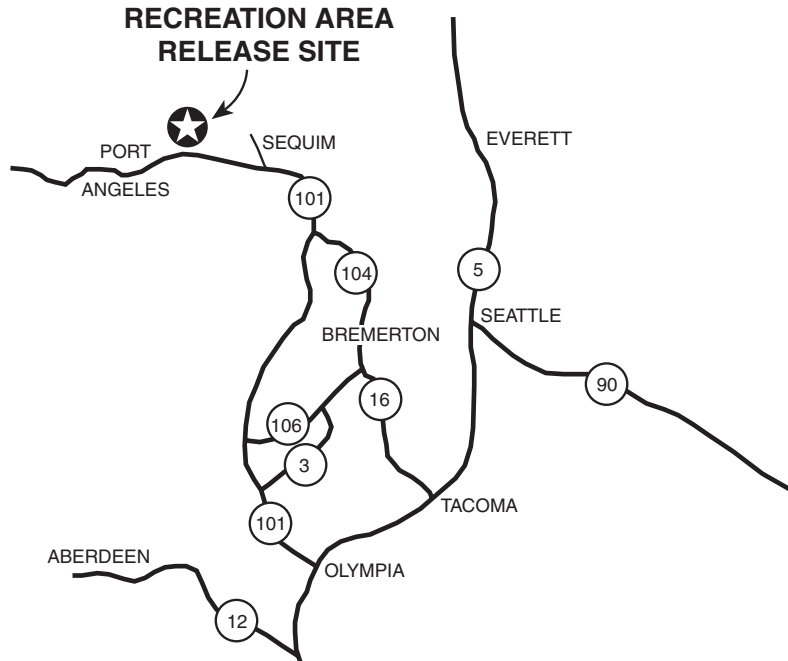 RECREATION AREA
RELEASE SITE
EVERETT
SEQUIM
PORT
ANGELES
101
104
5
SEATTLE
BREMERTON
90
16
106
3
TACOMA
101
ABERDEEN
OLYMPIA
12